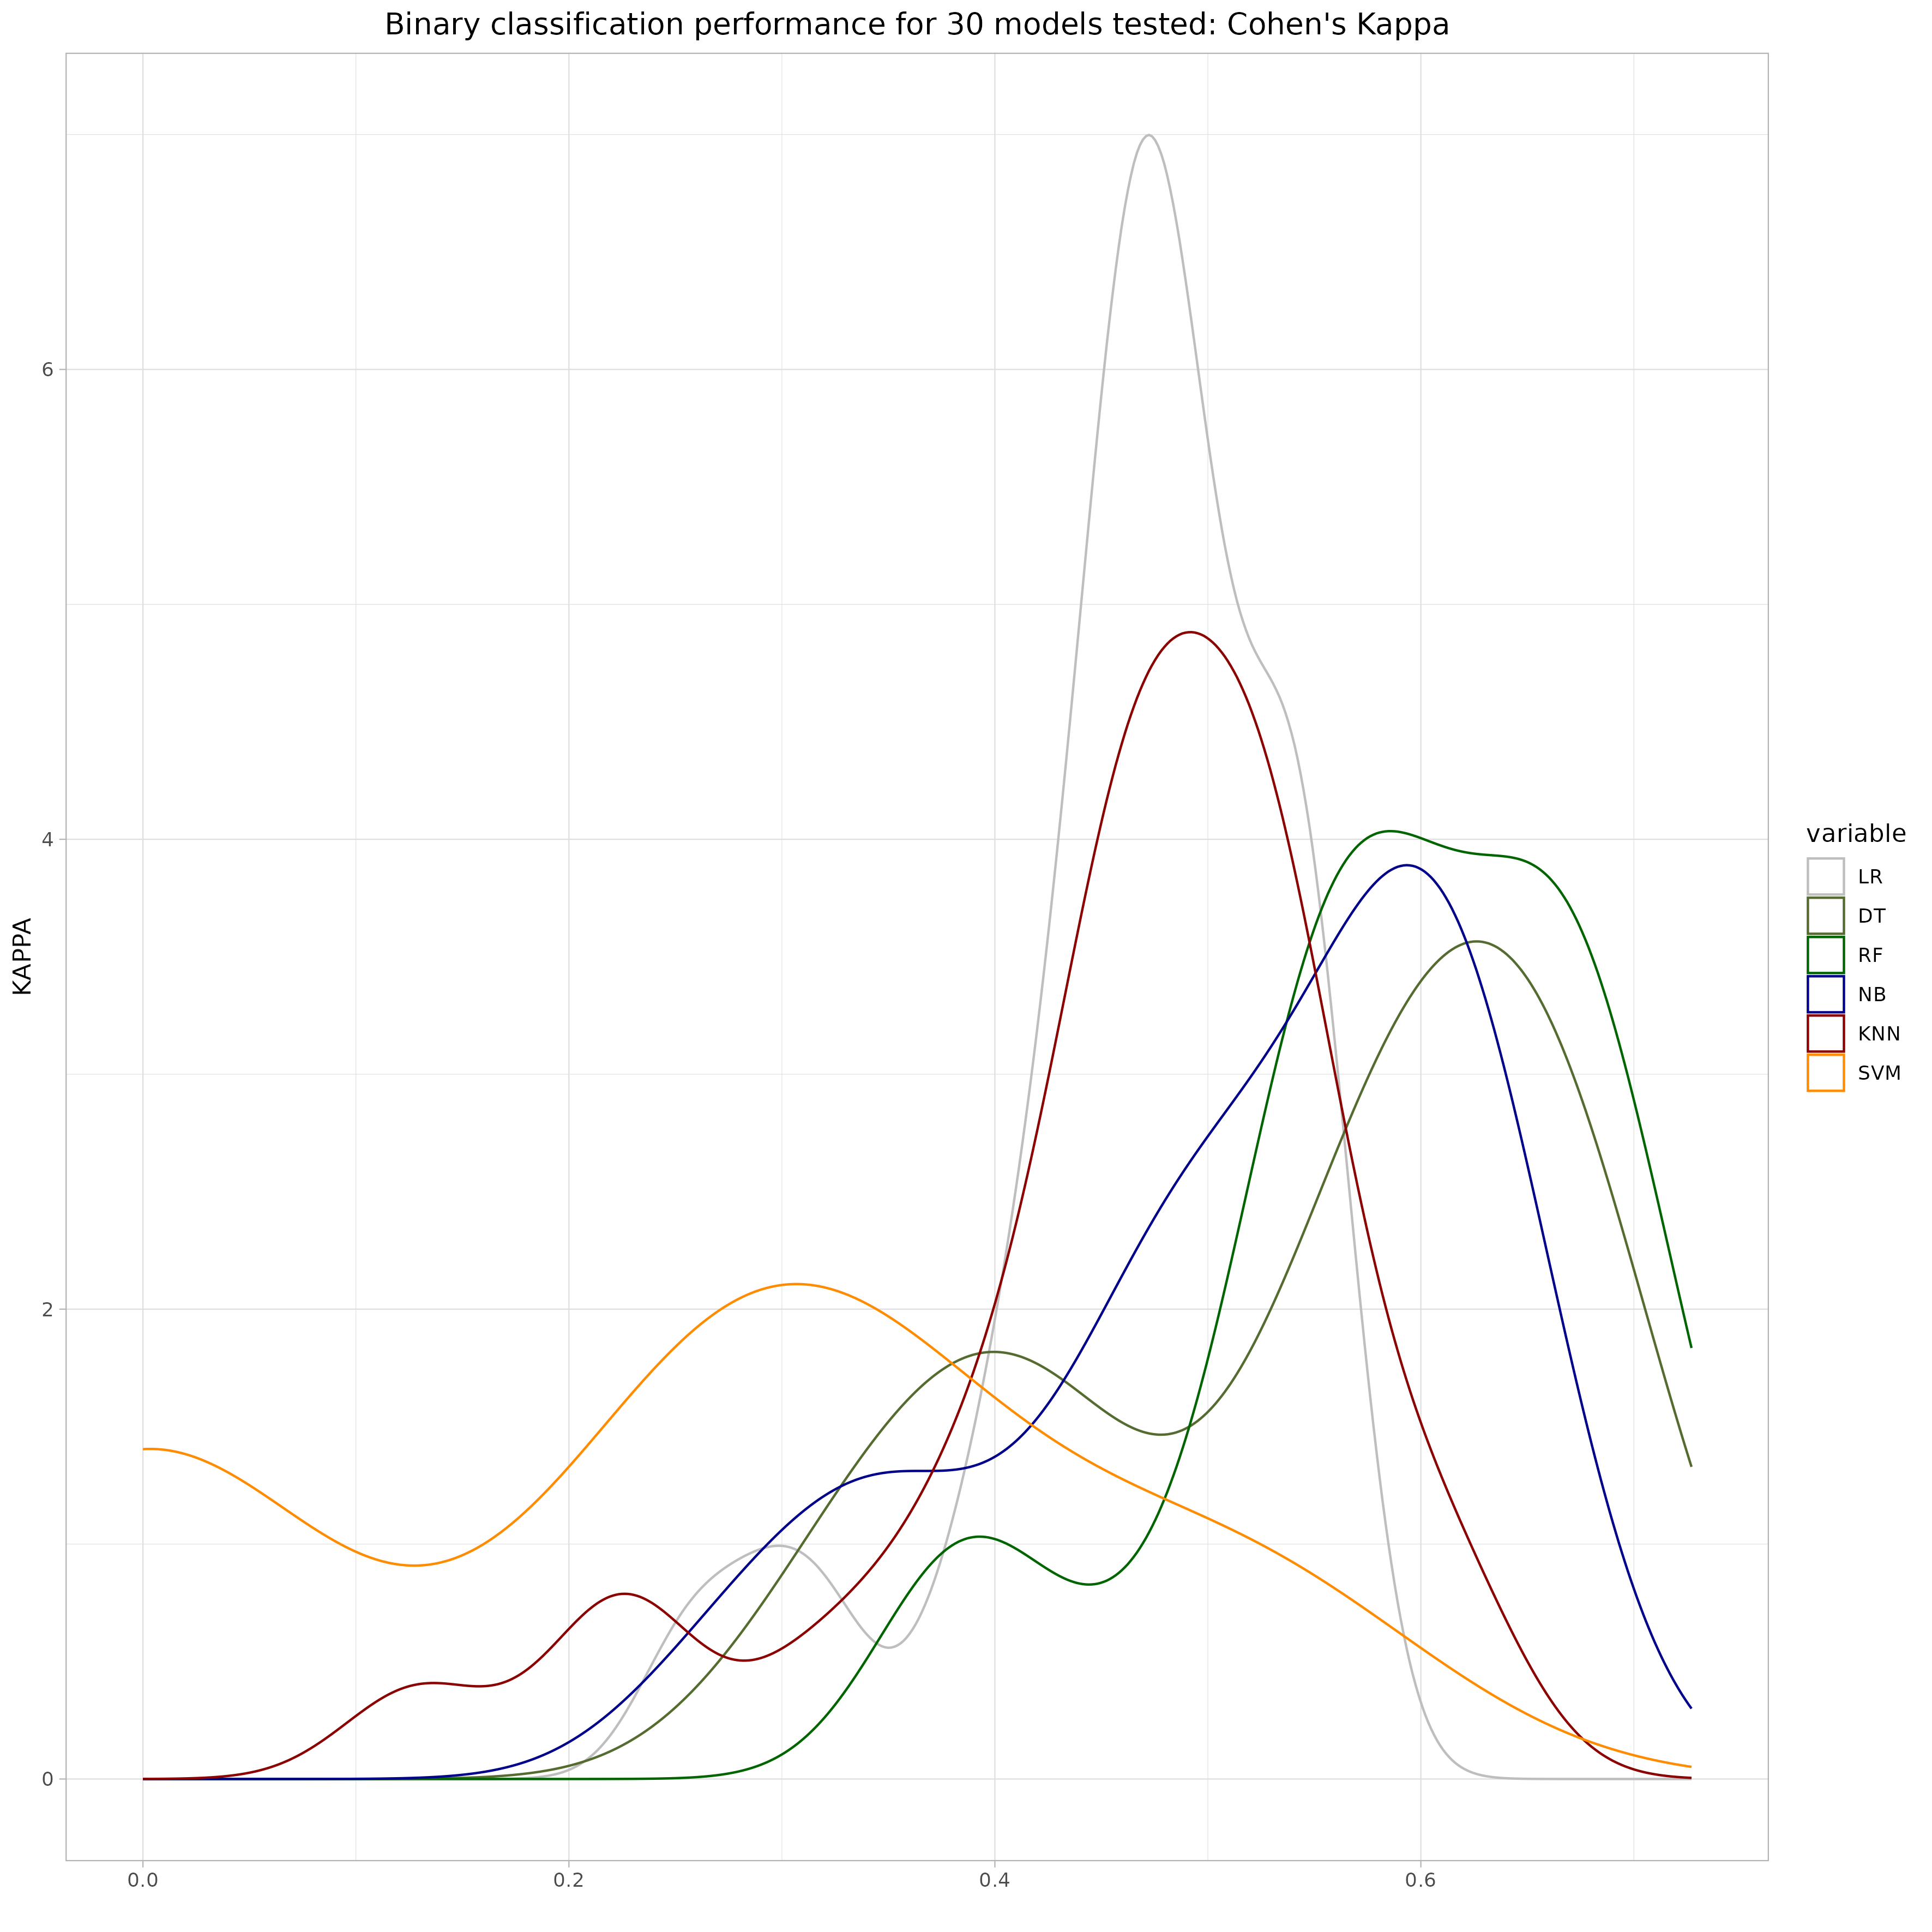 Binary classification performance for 30 models tested: Cohen's Kappa
KAPPA
6
4
2
0
0.0 0.2 0.4 0.6
variable
LR
DT
RF
NB
KNN
SVM